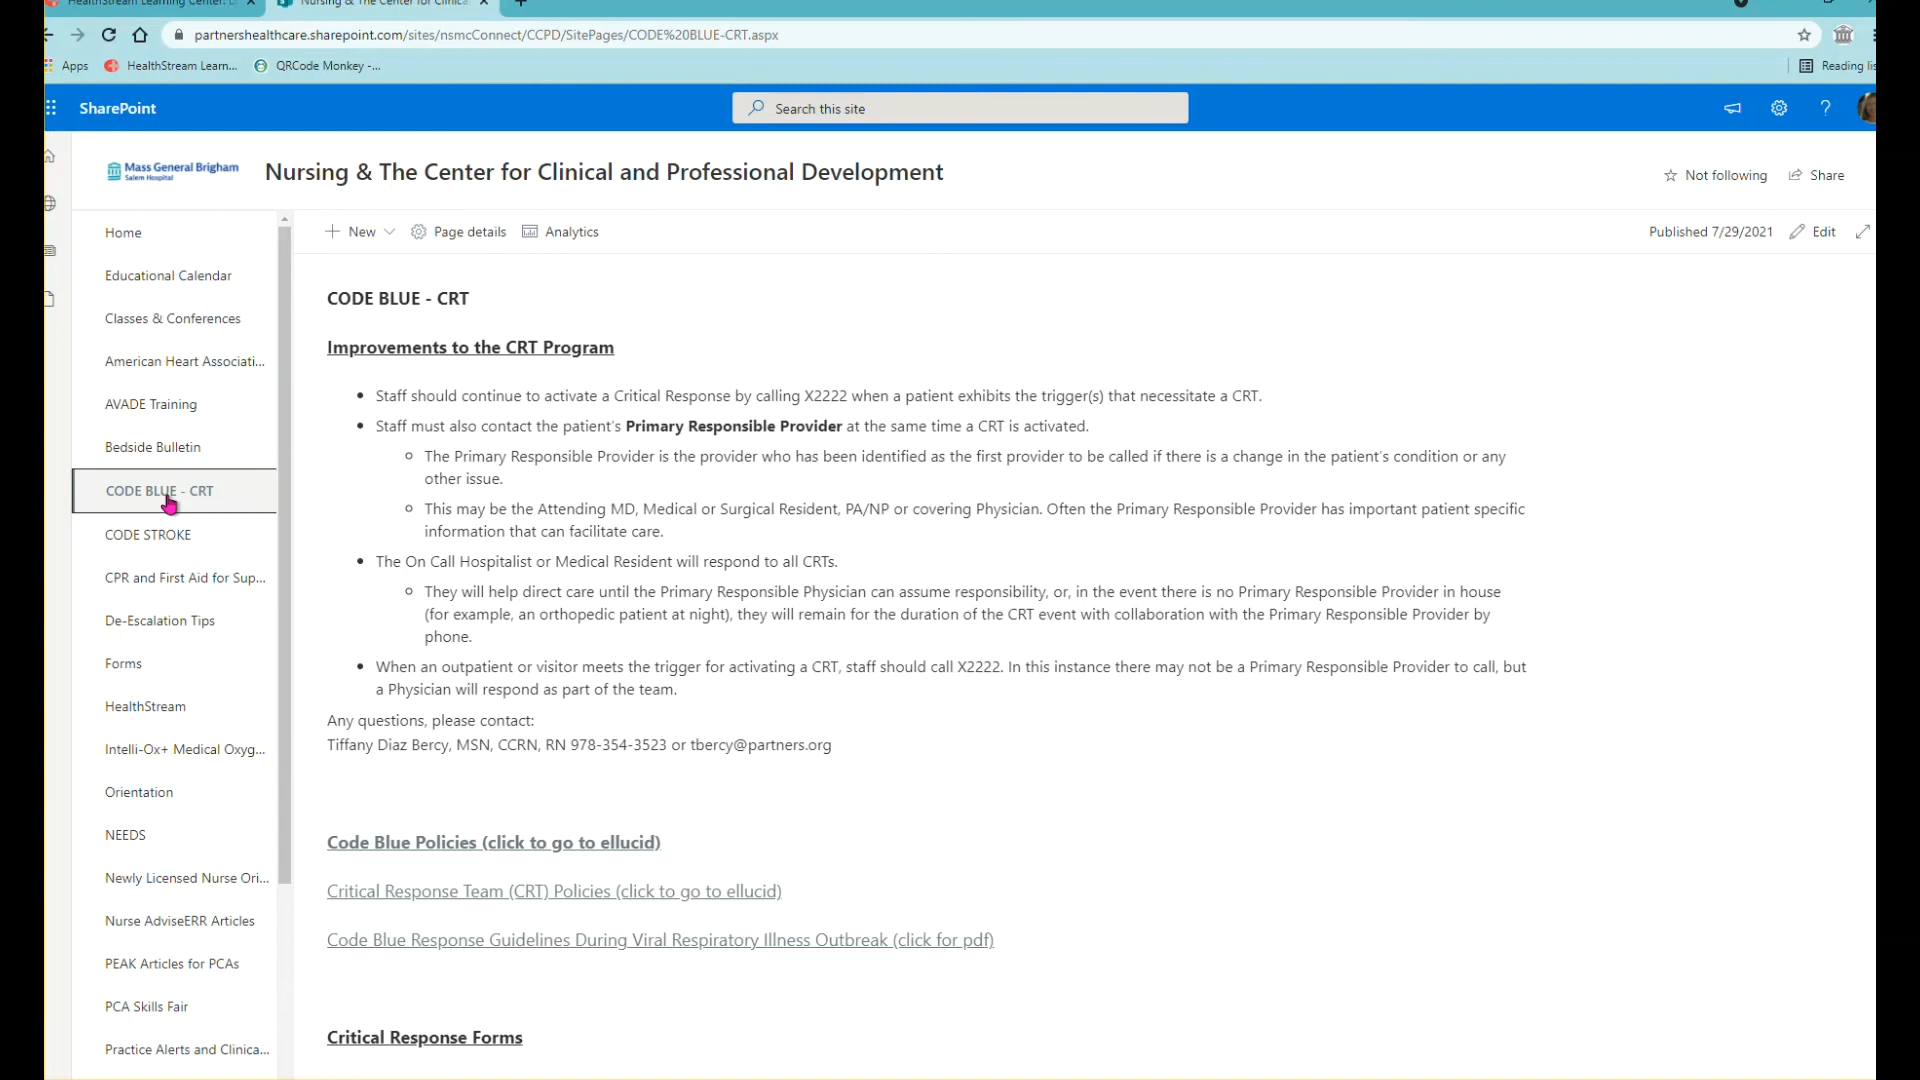 HealthStream Learning Center:
Nursing & The Center for Clinica
partnershealthcare.sharepoint.com/sites/nsmcConnect/CCPD/SitePages/CODE%20BLUE-CRT.aspx
Apps HealthStream Learn... QRCode Monkey -... Reading lis
SharePoint Search this site ?
Mass General Brigham
Salem Hospital
Nursing & The Center for Clinical and Professional Development
Not following Share
Home
Educational Calendar
Classes & Conferences
American Heart Associati...
AVADE Training
Bedside Bulletin
CODE BLUE - CRT
CODE STROKE
CPR and First Aid for Sup...
De-Escalation Tips
Forms
HealthStream
Intelli-Ox+ Medical Oxyg...
Orientation
NEEDS
Newly Licensed Nurse Ori...
Nurse AdviseERR Articles
PEAK Articles for PCAs
PCA Skills Fair
Practice Alerts and Clinica...
New Page details Analytics Published 7/29/2021 Edit
CODE BLUE - CRT
Improvements to the CRT Program
• Staff should continue to activate a Critical Response by calling X2222 when a patient exhibits the trigger(s) that necessitate a CRT.
• Staff must also contact the patient's Primary Responsible Provider at the same time a CRT is activated.
○ The Primary Responsible Provider is the provider who has been identified as the first provider to be called if there is a change in the patient's condition or any
other issue.
○ This may be the Attending MD, Medical or Surgical Resident, PA/NP or covering Physician. Often the Primary Responsible Provider has important patient specific
information that can facilitate care.
• The On Call Hospitalist or Medical Resident will respond to all CRTs.
○ They will help direct care until the Primary Responsible Physician can assume responsibility, or, in the event there is no Primary Responsible Provider in house
(for example, an orthopedic patient at night), they will remain for the duration of the CRT event with collaboration with the Primary Responsible Provider by
phone.
• When an outpatient or visitor meets the trigger for activating a CRT, staff should call X2222. In this instance there may not be a Primary Responsible Provider to call, but
a Physician will respond as part of the team.
Any questions, please contact:
Tiffany Diaz Bercy, MSN, CCRN, RN 978-354-3523 or tbercy@partners.org
Code Blue Policies (click to go to ellucid)
Critical Response Team (CRT) Policies (click to go to ellucid)
Code Blue Response Guidelines During Viral Respiratory Illness Outbreak (click for pdf)
Critical Response Forms